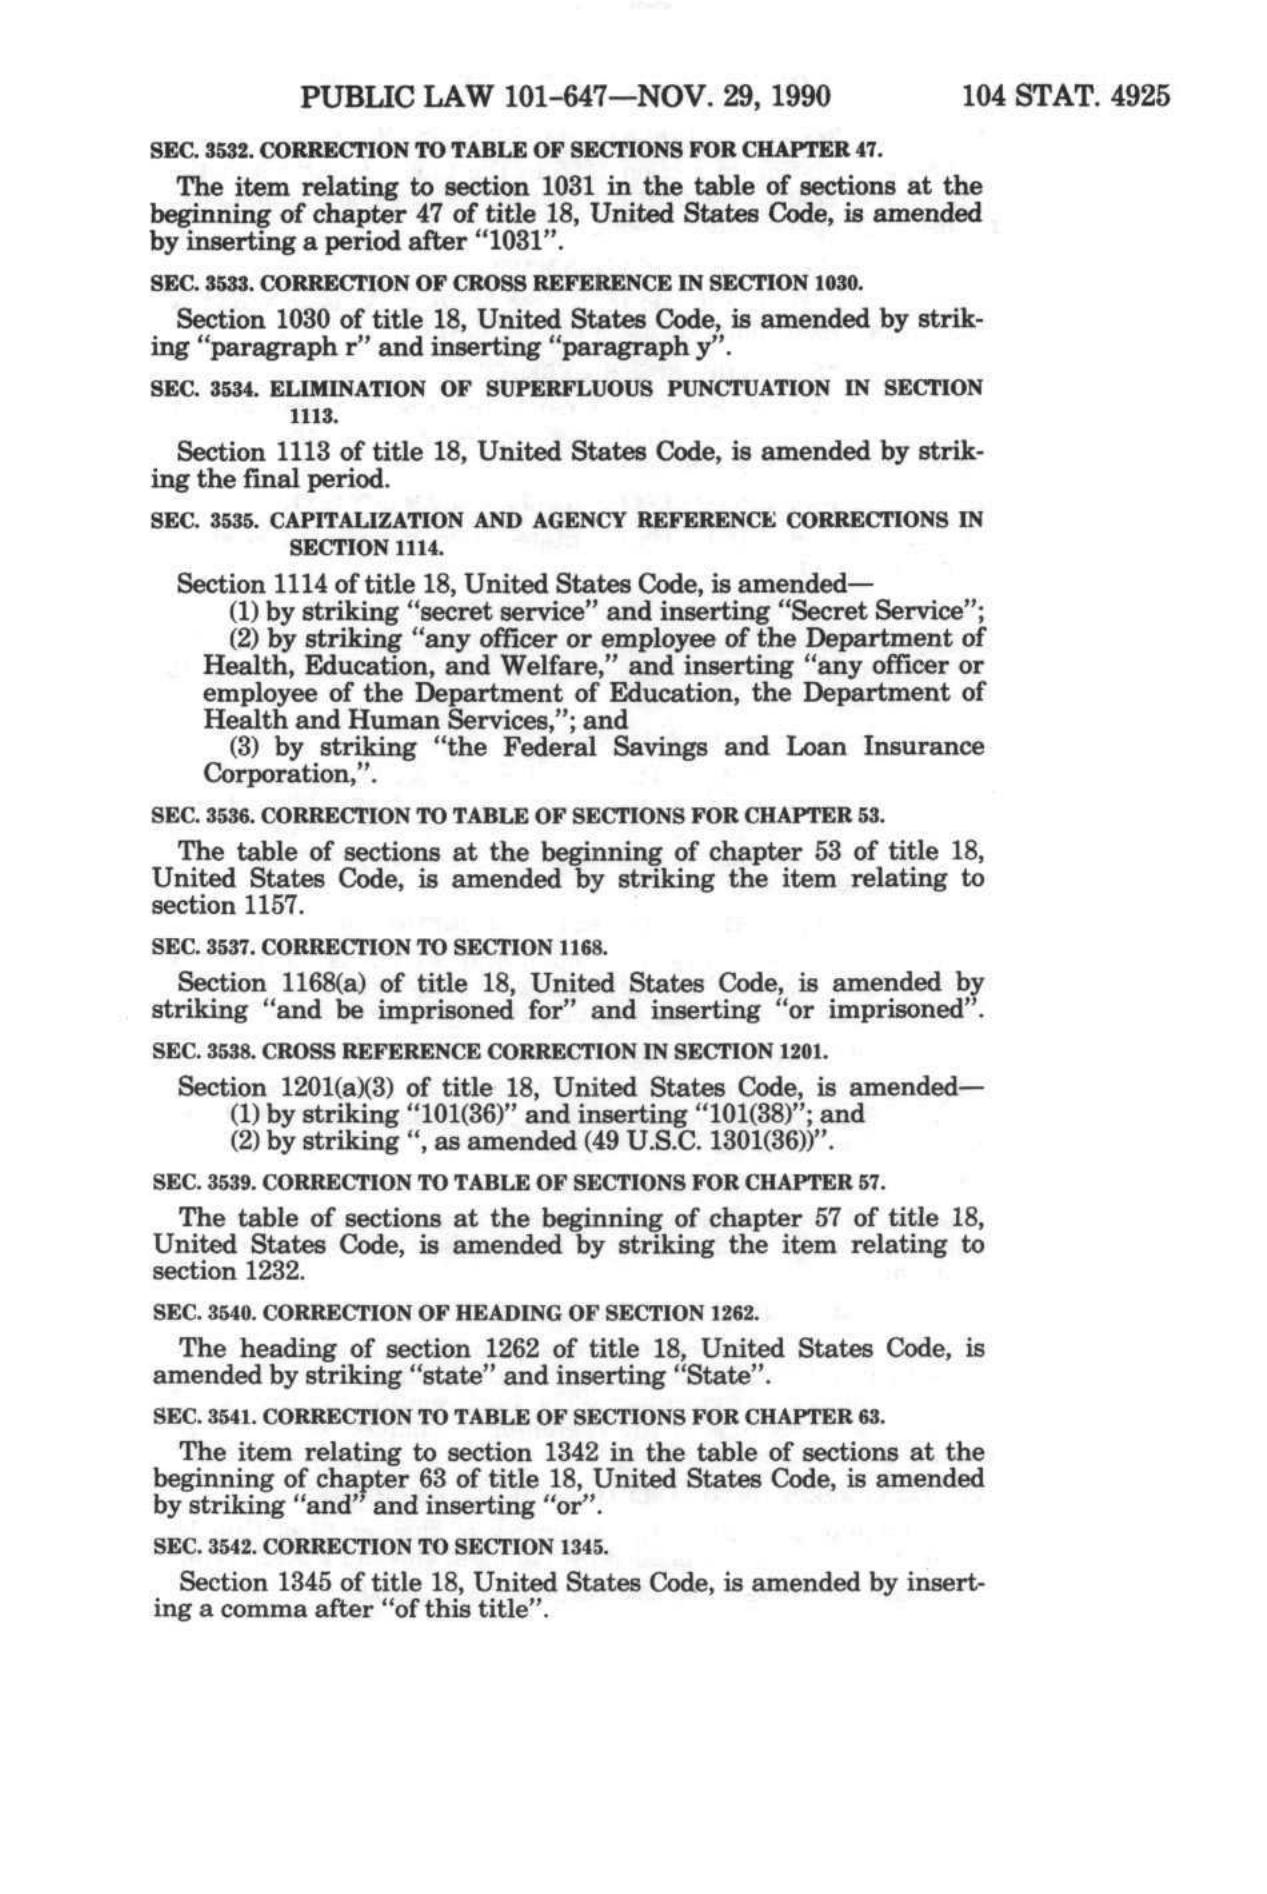 PUBLIC LAW 101-647—NOV. 29, 1990 104 STAT. 4925
SEC. 3532. CORRECTION TO TABLE OF SECTIONS FOR CHAPTER 47.
The item relating to section 1031 in the table of sections at the
beginning of chapter 47 of title 18, United States Code, is amended
by inserting a period after “1031”.
SEC. 3533. CORRECTION OF CROSS REFERENCE IN SECTION 1030.
Section 1030 of title 18, United States Code, is amended by strik-
ing “paragraph r” and inserting “paragraph y”.
SEC. 3534. ELIMINATION OF SUPERFLUOUS PUNCTUATION IN SECTION
1113.
Section 1113 of title 18, United States Code, is amended by strik-
ing the final period.
SEC. 3535. CAPITALIZATION AND AGENCY REFERENCE CORRECTIONS IN
SECTION 1114.
Section 1114 of title 18, United States Code, is amended—
(1) by striking “secret service” and inserting “Secret Service”;
(2) by striking “any officer or employee of the Department of
Health, Education, and Welfare,” and inserting “any officer or
employee of the Department of Education, the Department of
Health and Human Services,”; and
(3) by striking “the Federal Savings and Loan Insurance
Corporation,”.
SEC. 3536. CORRECTION TO TABLE OF SECTIONS FOR CHAPTER 53.
The table of sections at the beginning of chapter 53 of title 18,
United States Code, is amended by striking the item relating to
section 1157.
SEC. 3537. CORRECTION TO SECTION 1168.
Section 1168(a) of title 18, United States Code, is amended by
striking “and be imprisoned for” and inserting “or imprisoned”.
SEC. 3538. CROSS REFERENCE CORRECTION IN SECTION 1201.
Section 1201(a)(3) of title 18, United States Code, is amended—
(1) by striking “101(36)” and inserting “101(38)”; and
(2) by striking “, as amended (49 U.S.C. 1301(36))”.
SEC. 3539. CORRECTION TO TABLE OF SECTIONS FOR CHAPTER 57.
The table of sections at the beginning of chapter 57 of title 18,
United States Code, is amended by striking the item relating to
section 1232.
SEC. 3540. CORRECTION OF HEADING OF SECTION 1262.
The heading of section 1262 of title 18, United States Code, is
amended by striking “state” and inserting “State”.
SEC. 3541. CORRECTION TO TABLE OF SECTIONS FOR CHAPTER 63.
The item relating to section 1342 in the table of sections at the
beginning of chapter 63 of title 18, United States Code, is amended
by striking “and” and inserting “or”.
SEC. 3542. CORRECTION TO SECTION 1345.
Section 1345 of title 18, United States Code, is amended by insert-
ing a comma after “of this title”.